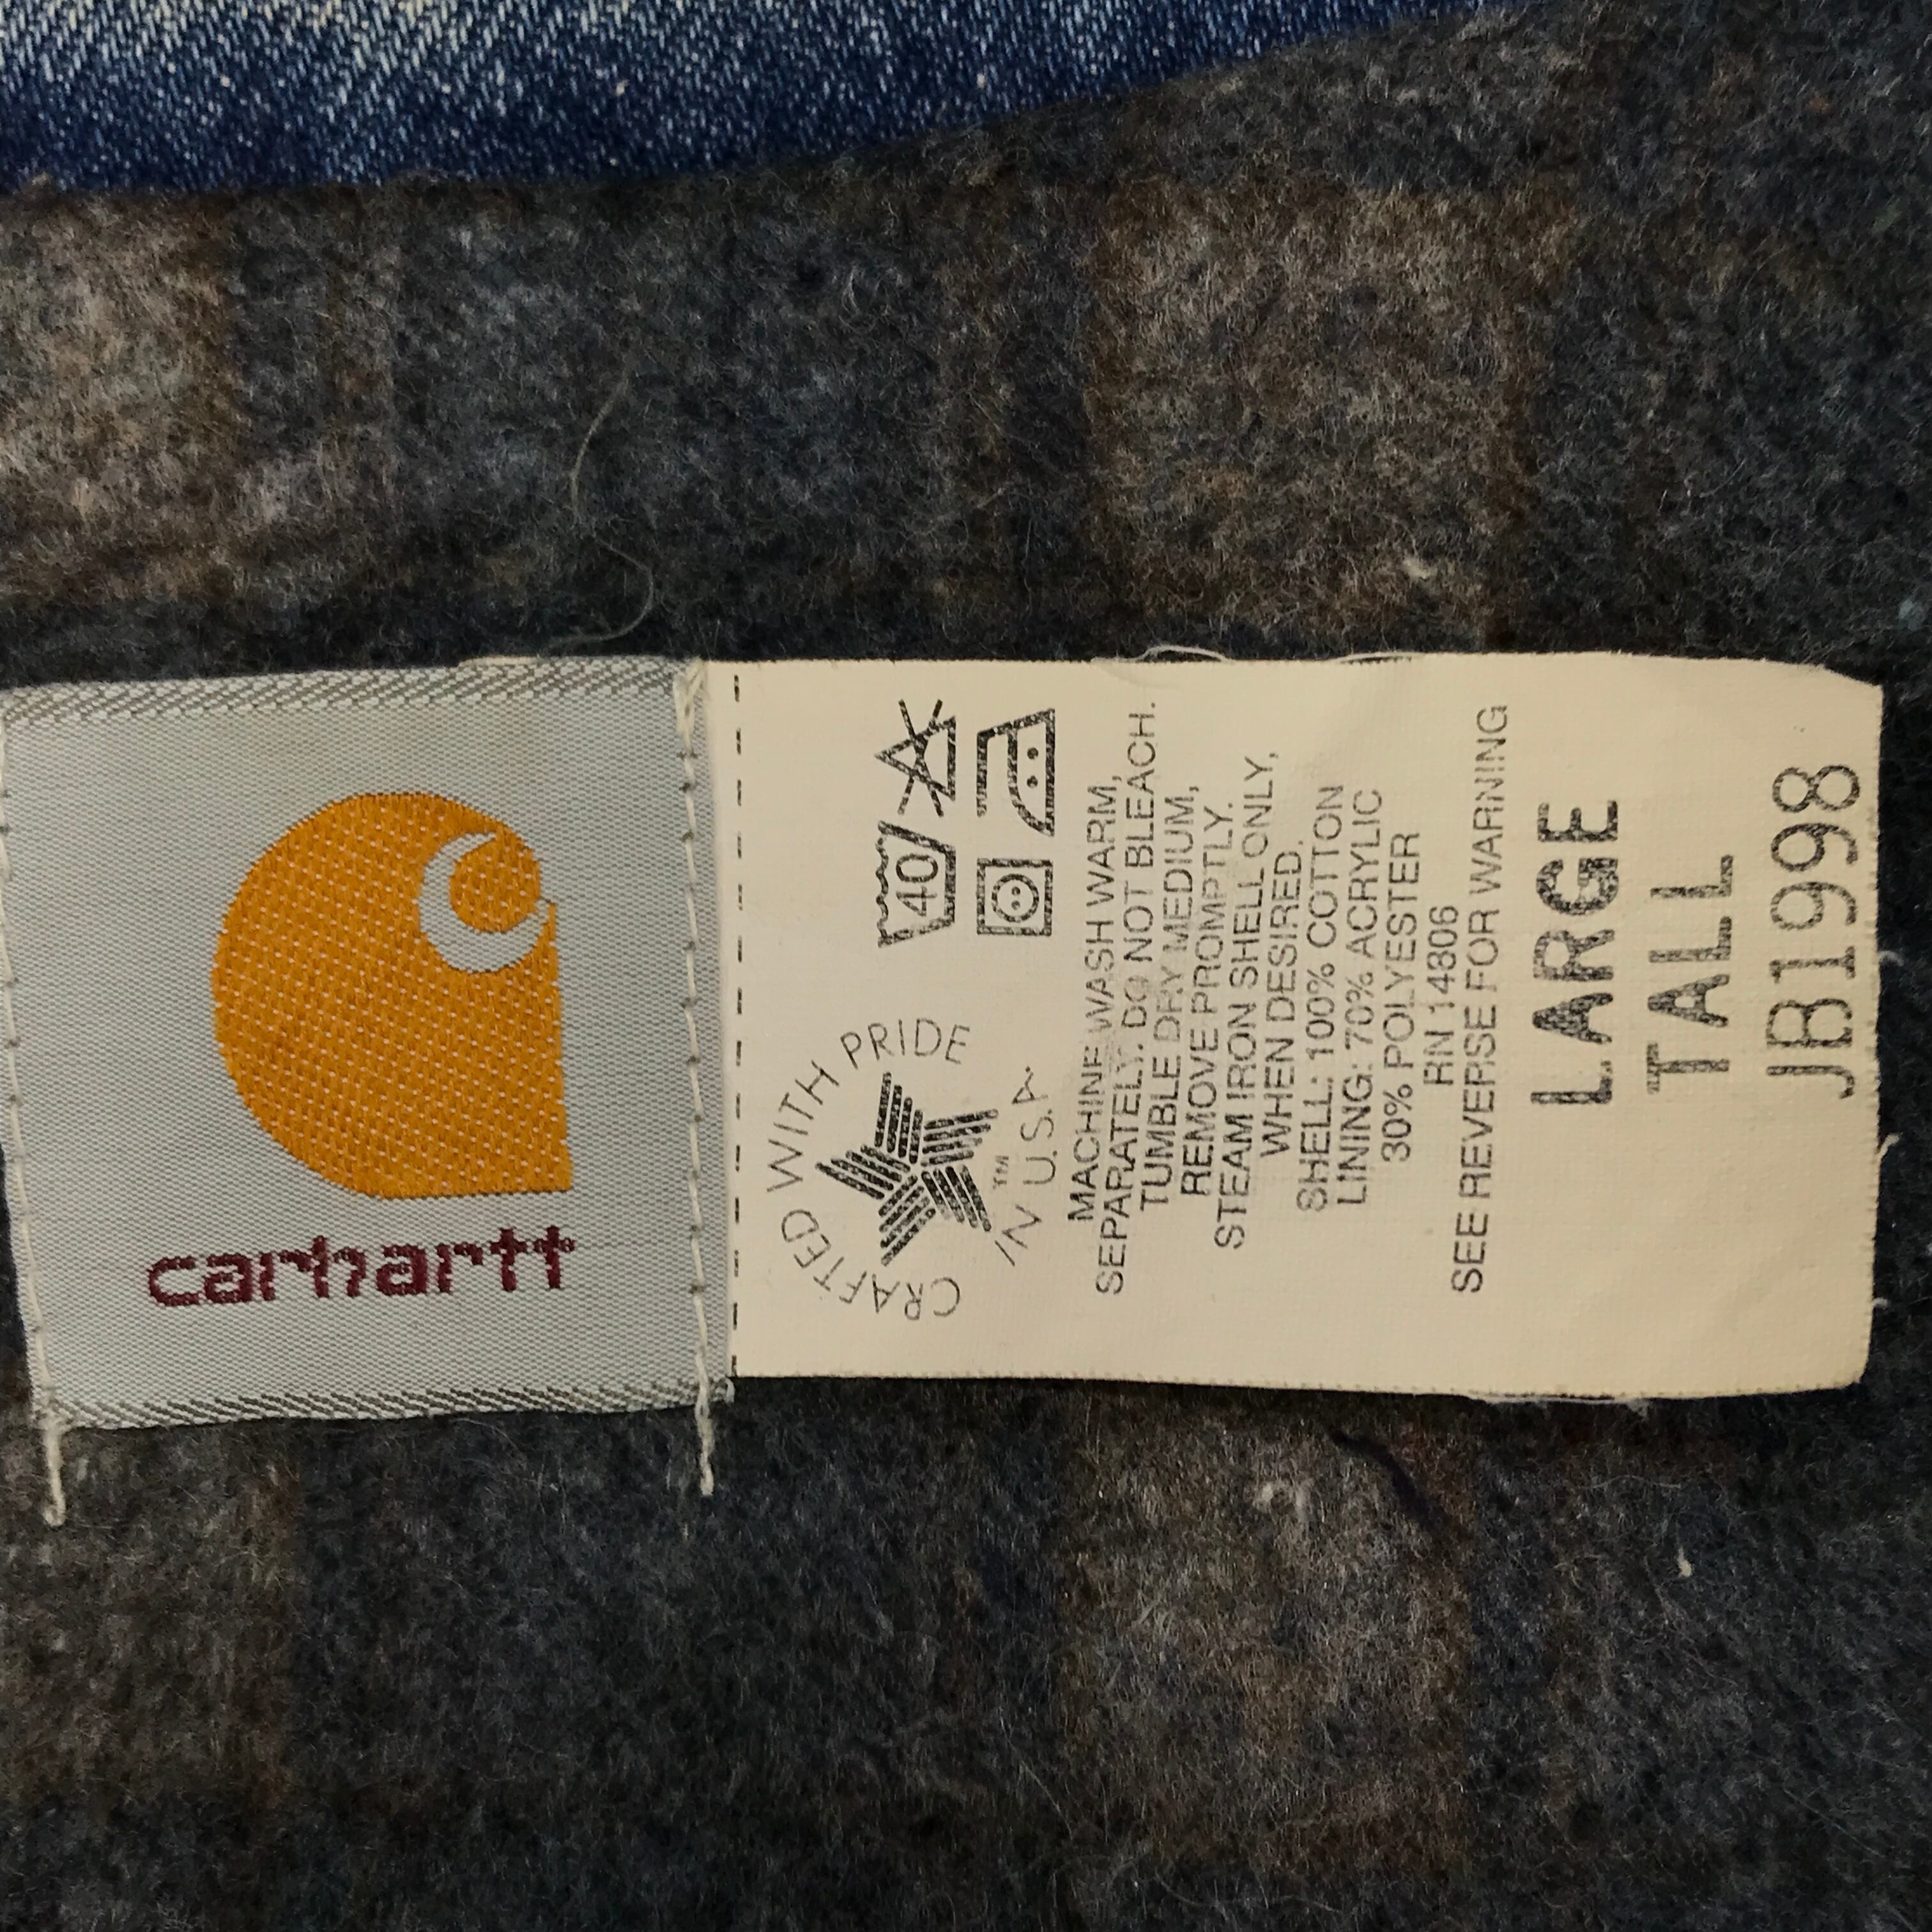 carhartt
CRAFTED WITH PRIDE
IN U.S.A.
TM
40
MACHINE WASH WARM,
SEPARATELY. DO NOT BLEACH.
TUMBLE DRY MEDIUM,
REMOVE PROMPTLY.
STEAM IRON SHELL ONLY,
WHEN DESIRED.
SHELL: 100% COTTON
LINING: 70% ACRYLIC
30% POLYESTER
RN 14806
SEE REVERSE FOR WARNING
LARGE
TALL
JB1998